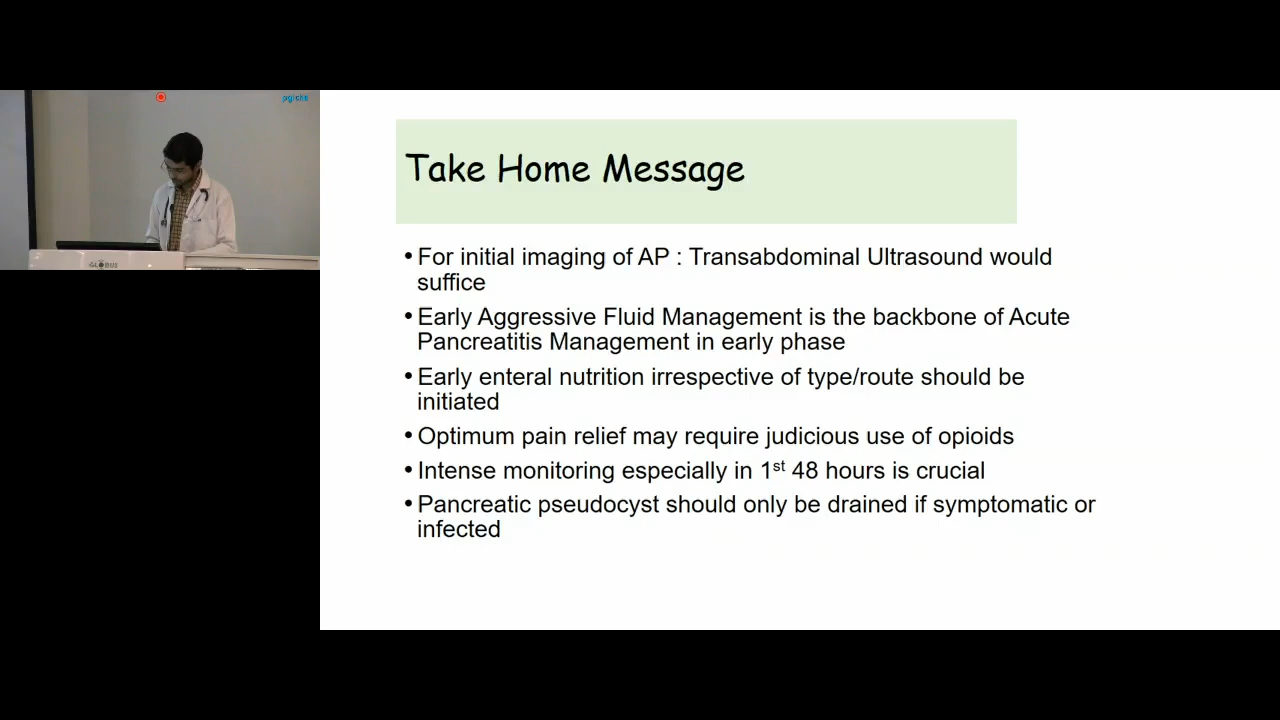 Take Home Message
• For initial imaging of AP : Transabdominal Ultrasound would
suffice
• Early Aggressive Fluid Management is the backbone of Acute
Pancreatitis Management in early phase
• Early enteral nutrition irrespective of type/route should be
initiated
• Optimum pain relief may require judicious use of opioids
• Intense monitoring especially in 1st 48 hours is crucial
• Pancreatic pseudocyst should only be drained if symptomatic or
infected